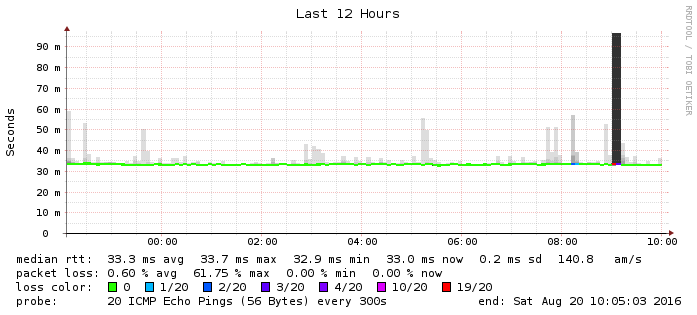 Last 12 Hours
RRDTOOL / TOBI OETIKER
Seconds
90 m
80 m
70 m
60 m
50 m
40 m
30 m
20 m
10 m
0
00:00 02:00 04:00 06:00 08:00 10:00
median rtt: 33.3 ms avg 33.7 ms max 32.9 ms min 33.0 ms now 0.2 ms sd 140.8 am/s
packet loss: 0.60 % avg 61.75 % max 0.00 % min 0.00 % now
loss color: 0 1/20 2/20 3/20 4/20 10/20 19/20
probe: 20 ICMP Echo Pings (56 Bytes) every 300s end: Sat Aug 20 10:05:03 2016